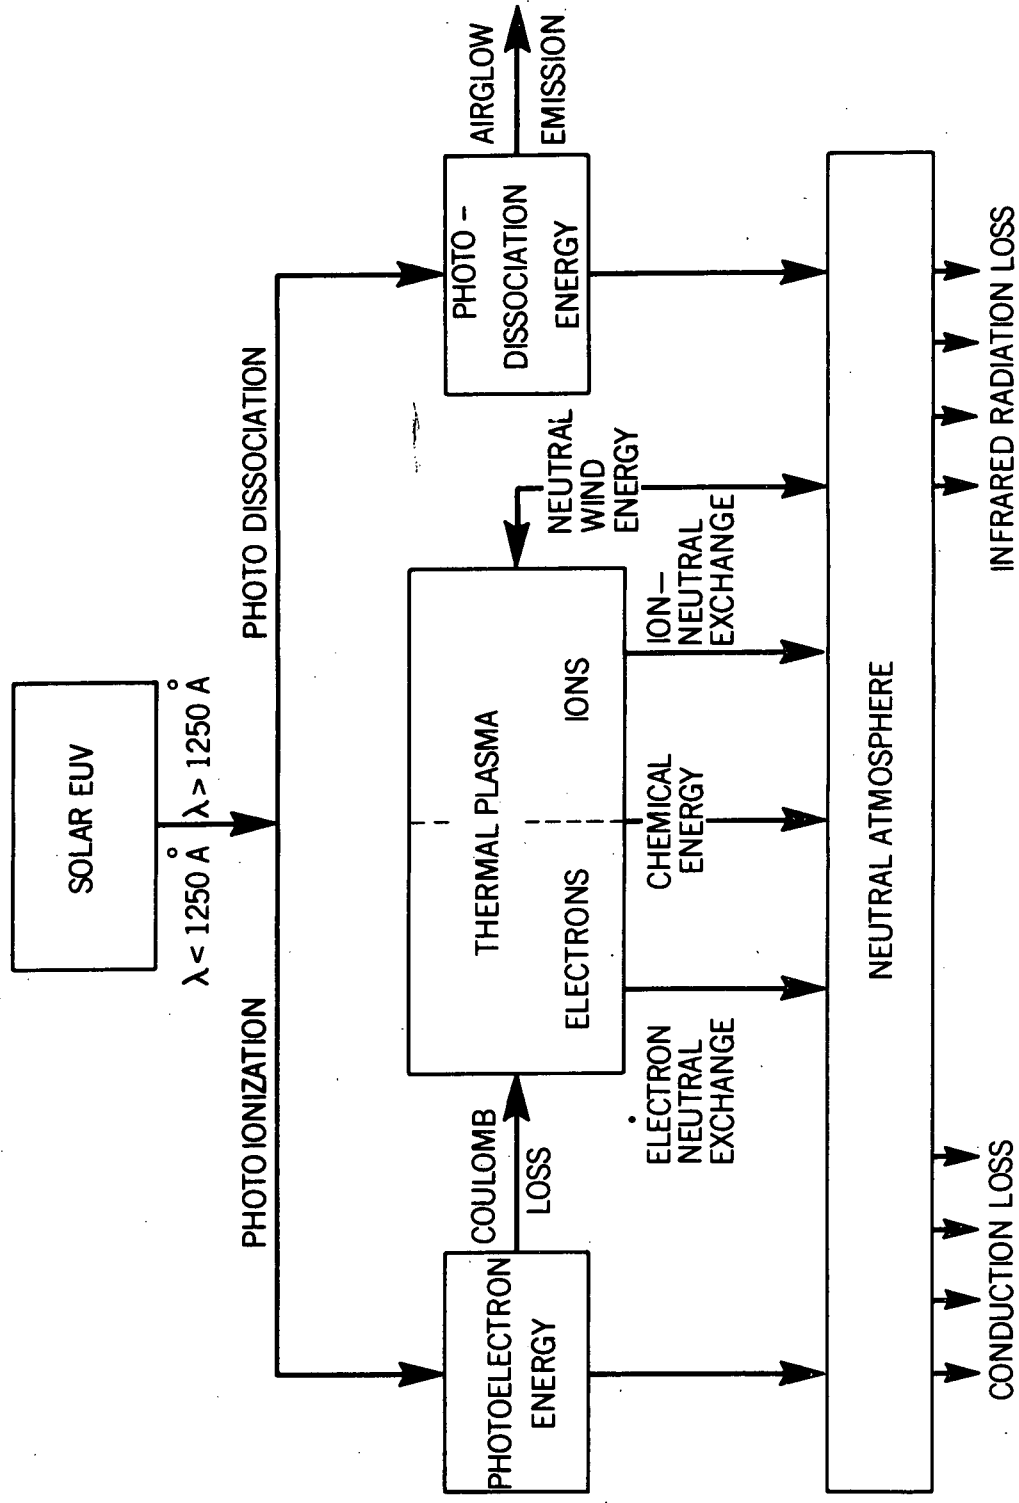 SOLAR EUV
λ < 1250 Å
λ > 1250 Å
PHOTOIONIZATION
PHOTO DISSOCIATION
PHOTOELECTRON
ENERGY
COULOMB
LOSS
THERMAL PLASMA
ELECTRONS
IONS
PHOTO -
DISSOCIATION
ENERGY
AIRGLOW
EMISSION
NEUTRAL
WIND
ENERGY
ELECTRON
NEUTRAL
EXCHANGE
CHEMICAL
ENERGY
ION-
NEUTRAL
EXCHANGE
NEUTRAL ATMOSPHERE
CONDUCTION LOSS
INFRARED RADIATION LOSS